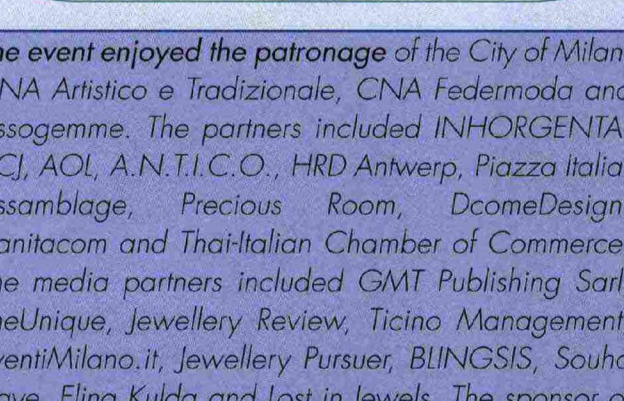 he event enjoyed the patronage of the City of Milan
NA Artistico e Tradizionale, CNA Federmoda and
ssogemme. The partners included INHORGENTA
CJ, AOL, A.N.T.I.C.O., HRD Antwerp, Piazza Italia
ssamblage, Precious Room, DcomeDesign
anitacom and Thai-Italian Chamber of Commerce
he media partners included GMT Publishing Sarl
heUnique, Jewellery Review, Ticino Management
ventiMilano.it, Jewellery Pursuer, BLINGSIS, Souho
ave, Elina Kulda and Lost in Jewels. The sponsor o